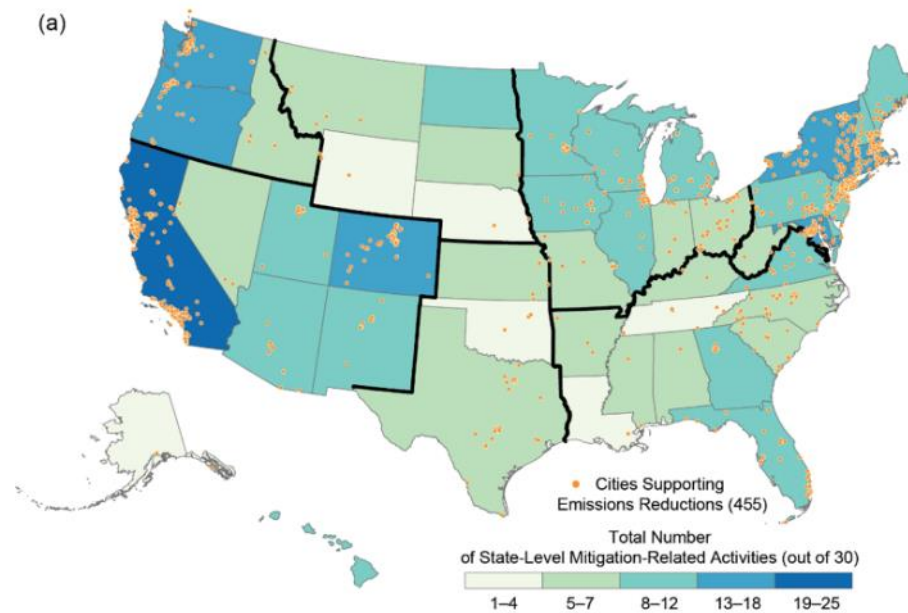 (a)
Cities Supporting
Emissions Reductions (455)
Total Number
of State-Level Mitigation-Related Activities (out of 30)
1–4 5–7 8–12 13–18 19–25